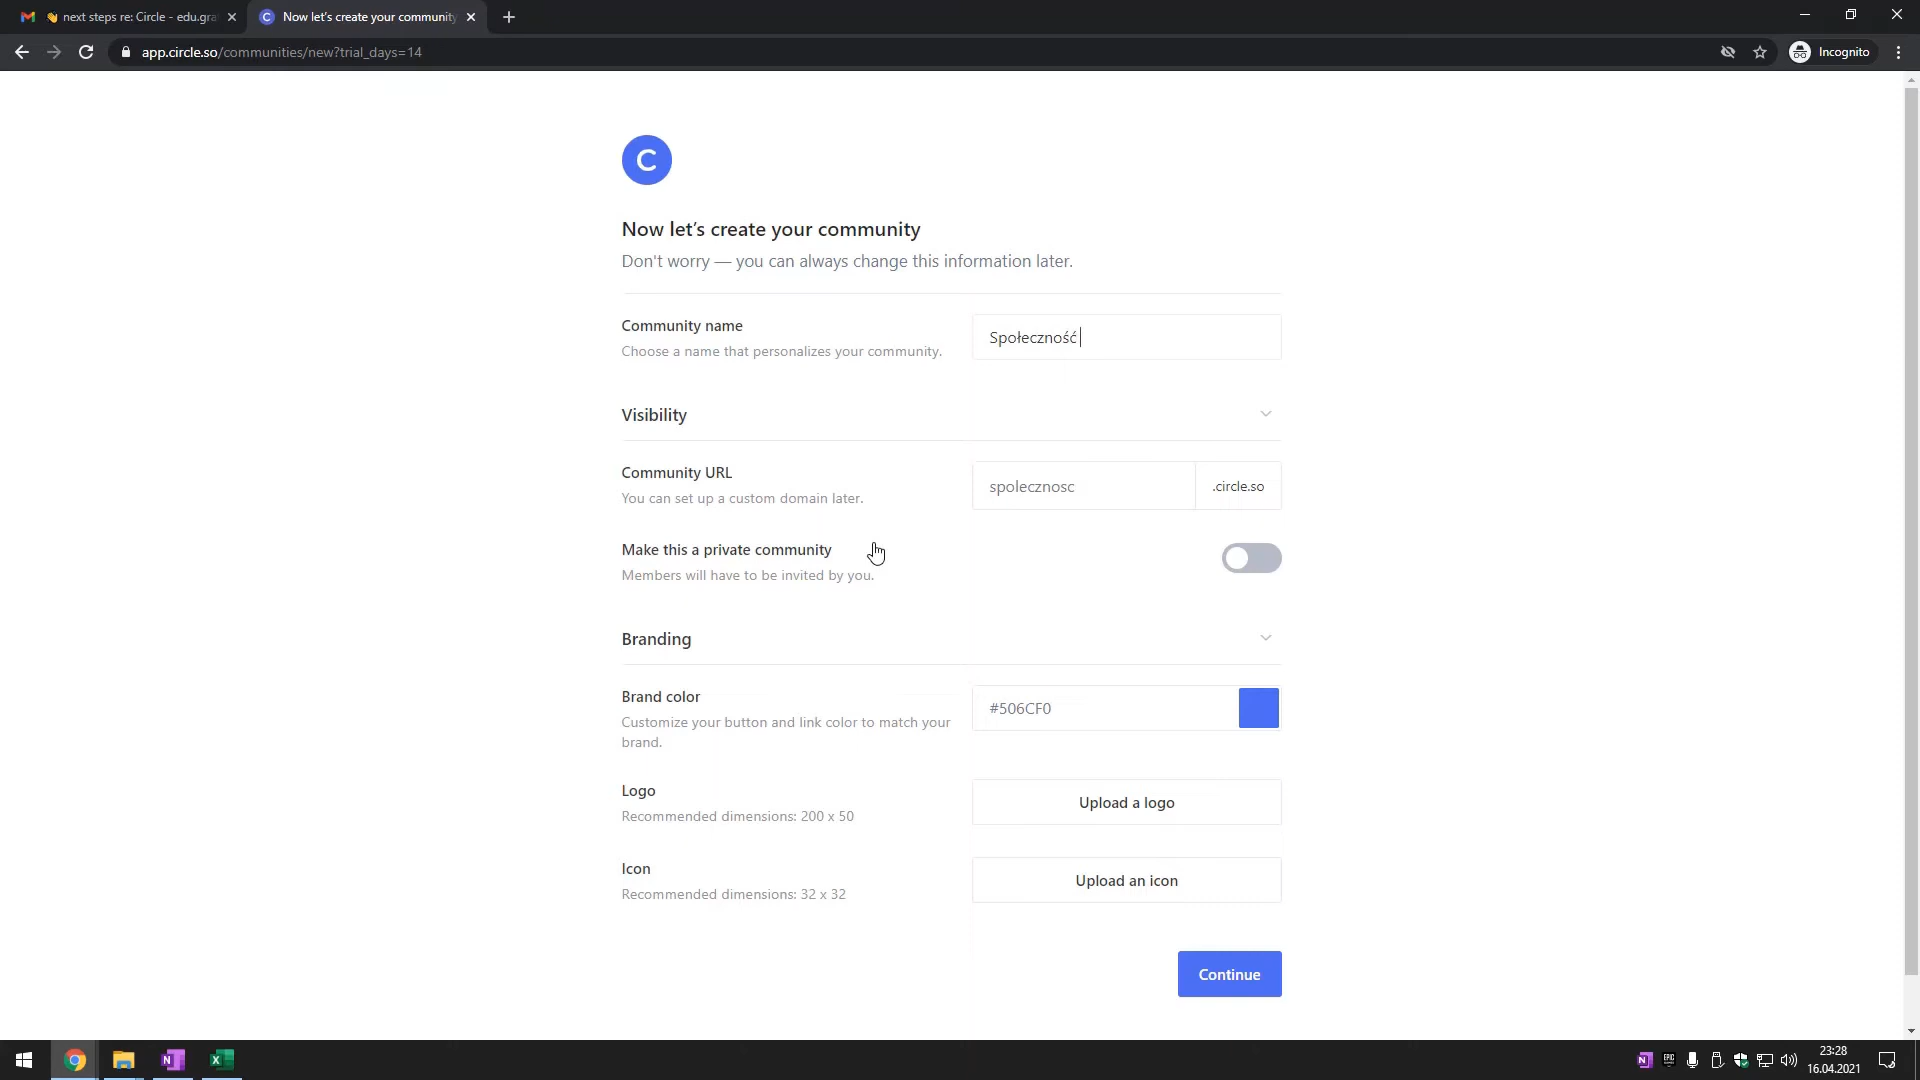 👋 next steps re: Circle - edu.gra
Now let's create your community
app.circle.so/communities/new?trial_days=14
Incognito
C
Now let's create your community
Don't worry — you can always change this information later.
Community name
Choose a name that personalizes your community.
Społeczność
Visibility
Community URL
You can set up a custom domain later.
spolecznosc
.circle.so
Make this a private community
Members will have to be invited by you.
Branding
Brand color
Customize your button and link color to match your
brand.
#506CF0
Logo
Recommended dimensions: 200 x 50
Upload a logo
Icon
Recommended dimensions: 32 x 32
Upload an icon
Continue
23:28
16.04.2021